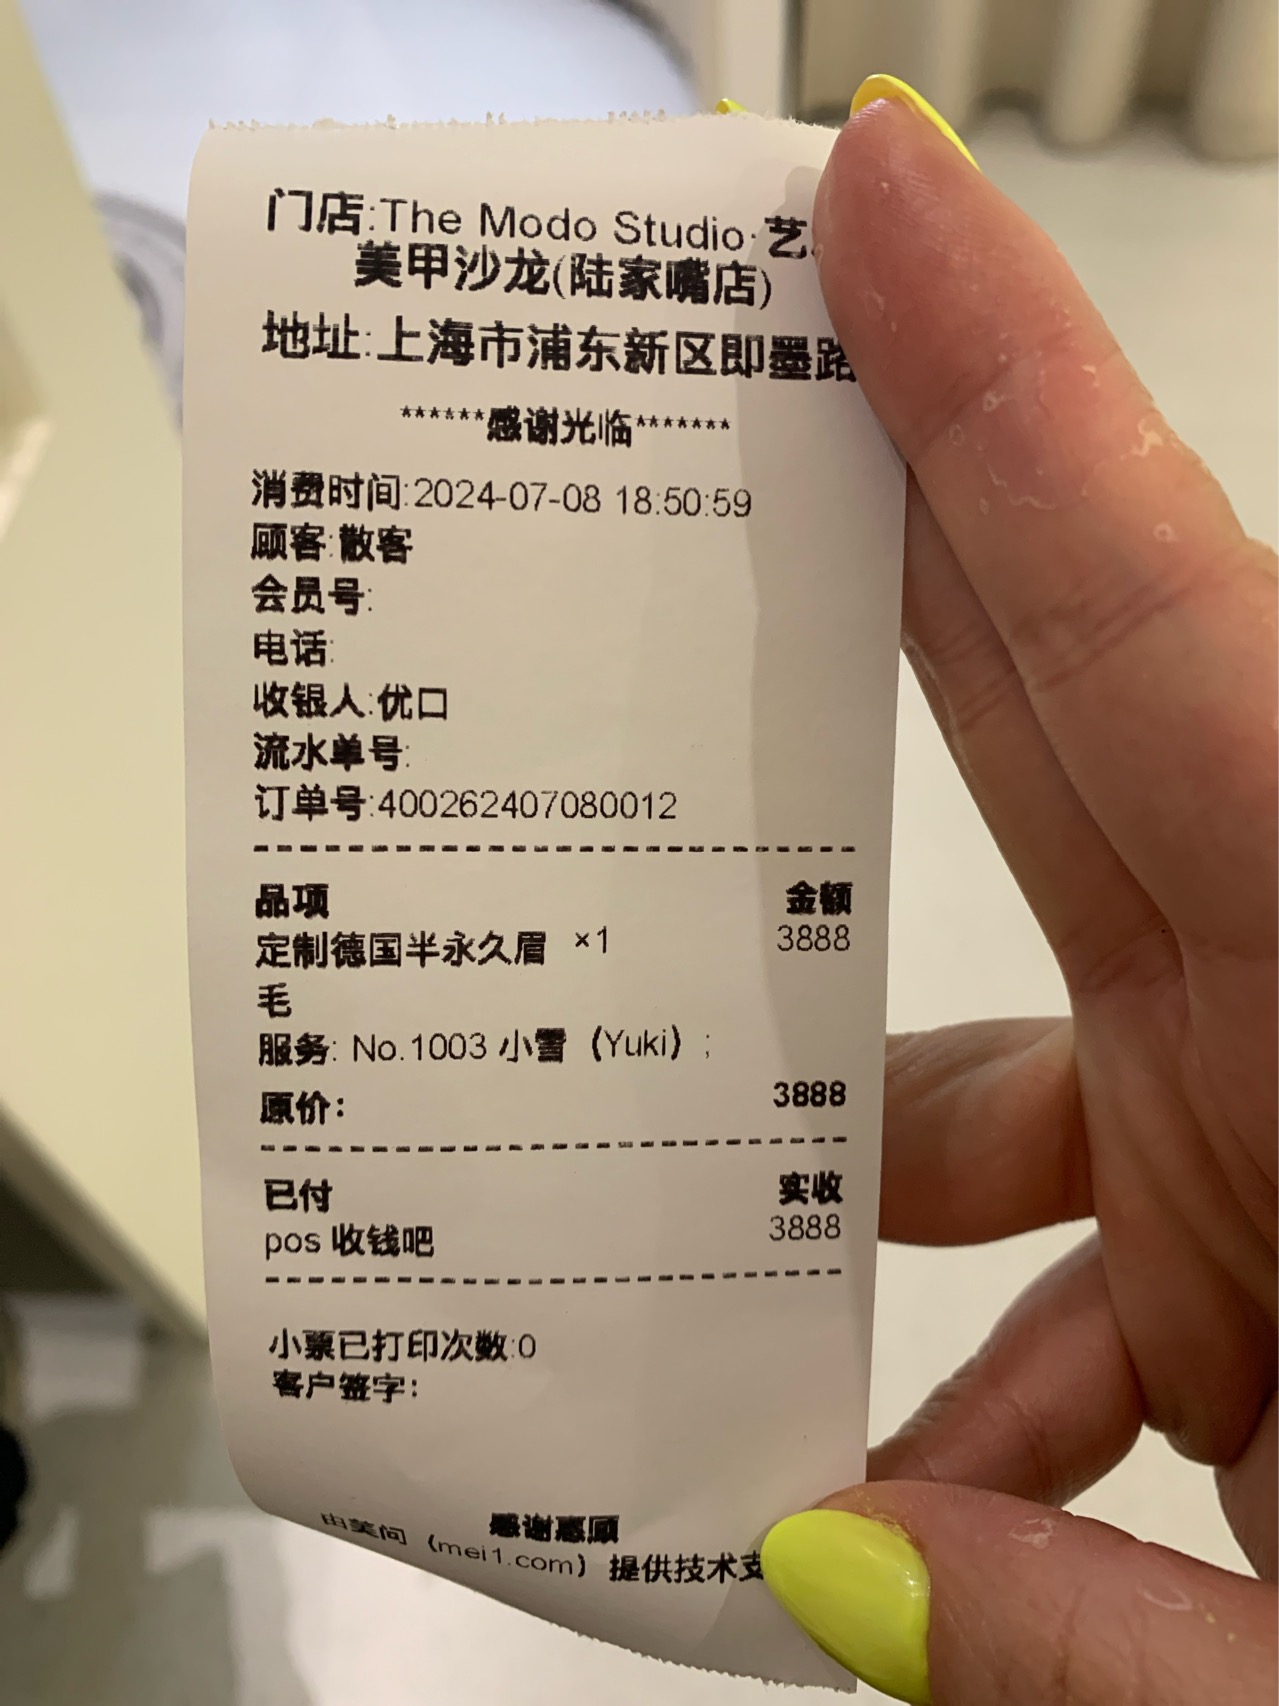 门店:The Modo Studio·艺
美甲沙龙(陆家嘴店)
地址:上海市浦东新区即墨路
******感谢光临*******
消费时间:2024-07-08 18:50:59
顾客:散客
会员号:
电话:
收银人:优口
流水单号:
订单号:400262407080012
品项 金额
定制德国半永久眉 ×1 3888
毛
服务: No.1003 小雪（Yuki）;
原价： 3888
已付 实收
pos 收钱吧 3888
小票已打印次数:0
客户签字：
感谢惠顾
由美问（mei1.com）提供技术支